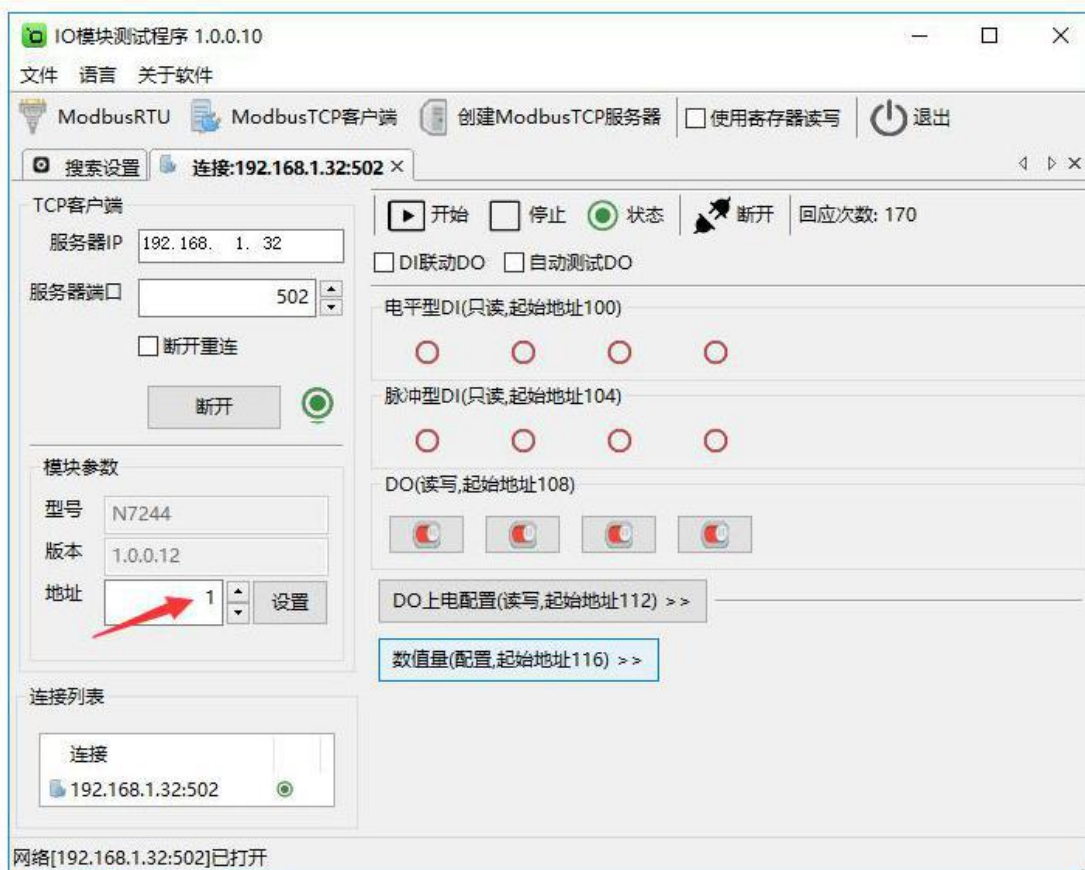 IO模块测试程序 1.0.0.10
文件 语言 关于软件
ModbusRTU ModbusTCP客户端 创建ModbusTCP服务器 使用寄存器读写 退出
搜索设置 连接:192.168.1.32:502
TCP客户端
服务器IP 192.168. 1. 32
服务器端口 502
断开重连
断开
模块参数
型号 N7244
版本 1.0.0.12
地址 1 设置
连接列表
连接
192.168.1.32:502
开始 停止 状态 断开 回应次数: 170
DI联动DO 自动测试DO
电平型DI(只读,起始地址100)
脉冲型DI(只读,起始地址104)
DO(读写,起始地址108)
DO上电配置(读写,起始地址112) >>
数值量(配置,起始地址116) >>
网络[192.168.1.32:502]已打开